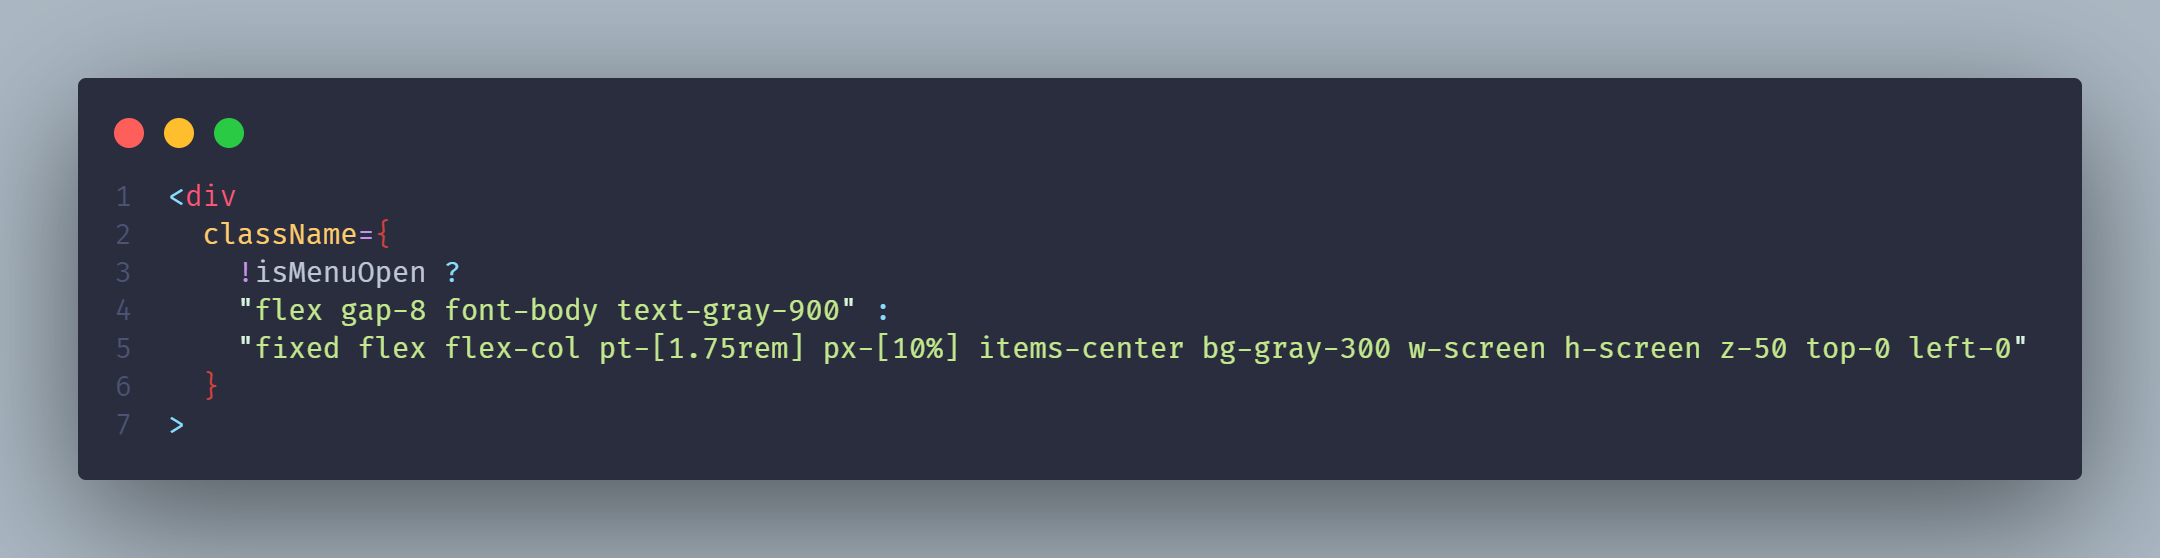 1 <div
2 className={
3 !isMenuOpen ?
4 "flex gap-8 font-body text-gray-900" :
5 "fixed flex flex-col pt-[1.75rem] px-[10%] items-center bg-gray-300 w-screen h-screen z-50 top-0 left-0"
6 }
7 >